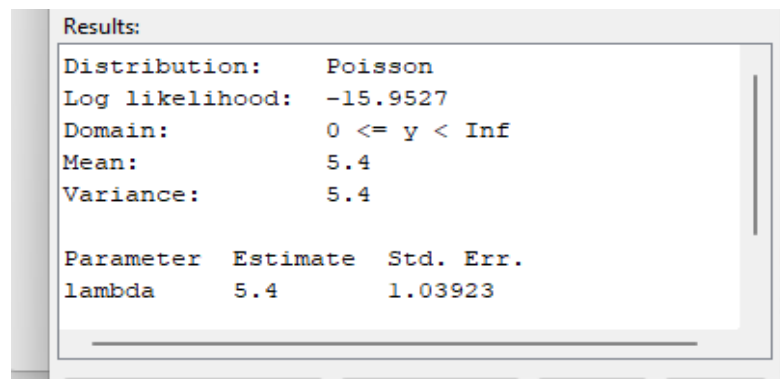 Results:
Distribution:    Poisson
Log likelihood:  -15.9527
Domain:          0 <= y < Inf
Mean:            5.4
Variance:        5.4
Parameter  Estimate  Std. Err.
lambda     5.4       1.03923